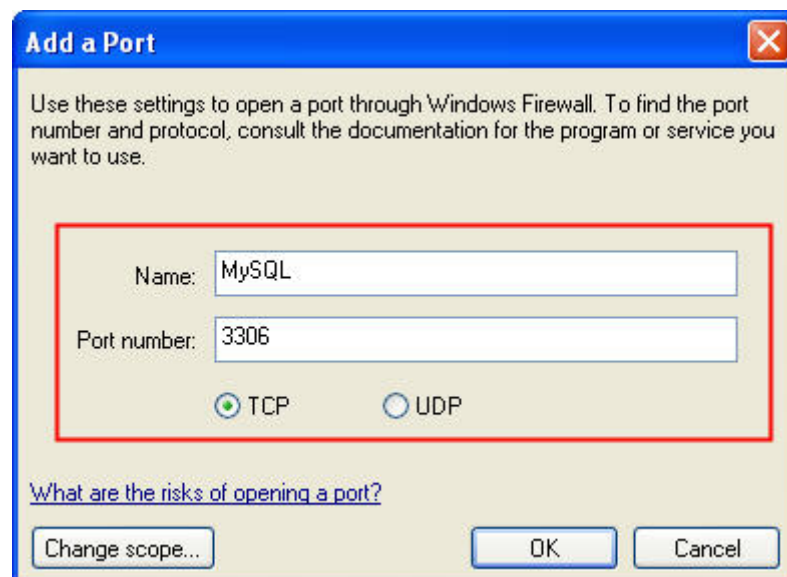 Add a Port
Use these settings to open a port through Windows Firewall. To find the port
number and protocol, consult the documentation for the program or service you
want to use.
Name: MySQL
Port number: 3306
TCP UDP
What are the risks of opening a port?
Change scope... OK Cancel